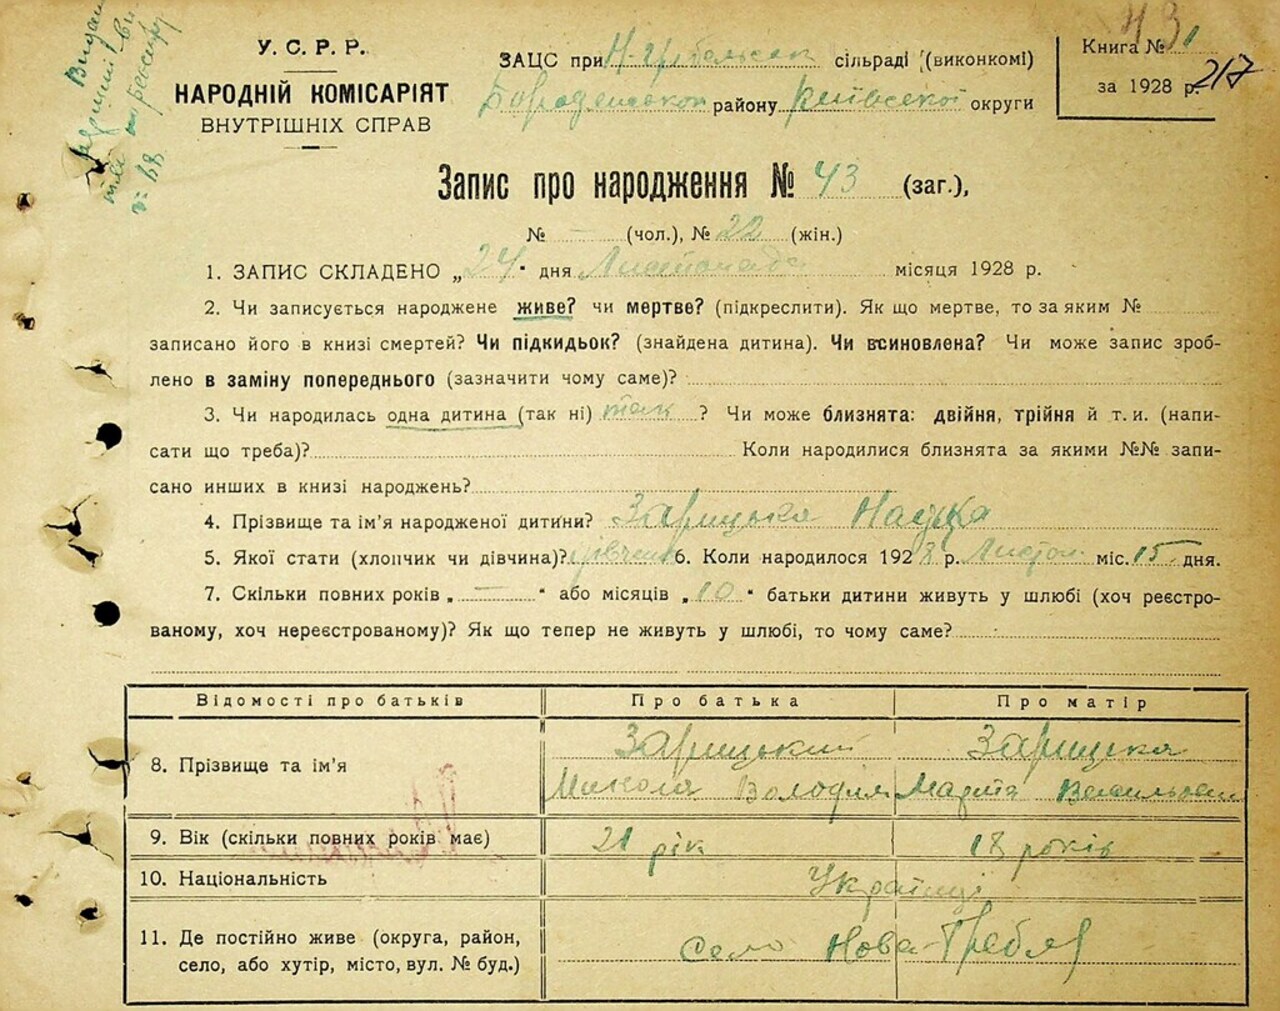 У.С.Р.Р.
НАРОДНІЙ КОМІСАРІЯТ
ВНУТРІШНІХ СПРАВ
ЗАЦС при Н-Гребельск сільраді (виконкомі)
Бородянського району Київської округи
Книга № 1
за 1928 р. 217
Запис про народження № 43 (заг.),
№ — (чол.), № 22 (жін.)
1. ЗАПИС СКЛАДЕНО „24" дня Листопада місяця 1928 р.
2. Чи записується народжене живе? чи мертве? (підкреслити). Як що мертве, то за яким №
записано його в книзі смертей? Чи підкидьок? (знайдена дитина). Чи всиновлена? Чи може запис зроб-
лено в заміну попереднього (зазначити чому саме)?
3. Чи народилась одна дитина (так ні) так ? Чи може близнята: двійня, трійня й т. и. (напи-
сати що треба)? Коли народилися близнята за якими №№ запи-
сано инших в книзі народжень?
4. Прізвище та ім'я народженої дитини? Зарицька Надька
5. Якої стати (хлопчик чи дівчина)? дівчина 6. Коли народилося 1928 р. Листоп. міс. 15 дня.
7. Скільки повних років „—" або місяців „10" батьки дитини живуть у шлюбі (хоч реєстро-
ваному, хоч нереєстрованому)? Як що тепер не живуть у шлюбі, то чому саме?
Відомості про батьків Про батька Про матір
8. Прізвище та ім'я Зарицький Зарицька
Микола Володим Марія Васильовн
9. Вік (скільки повних років має) 21 рік 18 років
10. Національність Українці
11. Де постійно живе (округа, район,
село, або хутір, місто, вул. № буд.) село Нова-Гребля